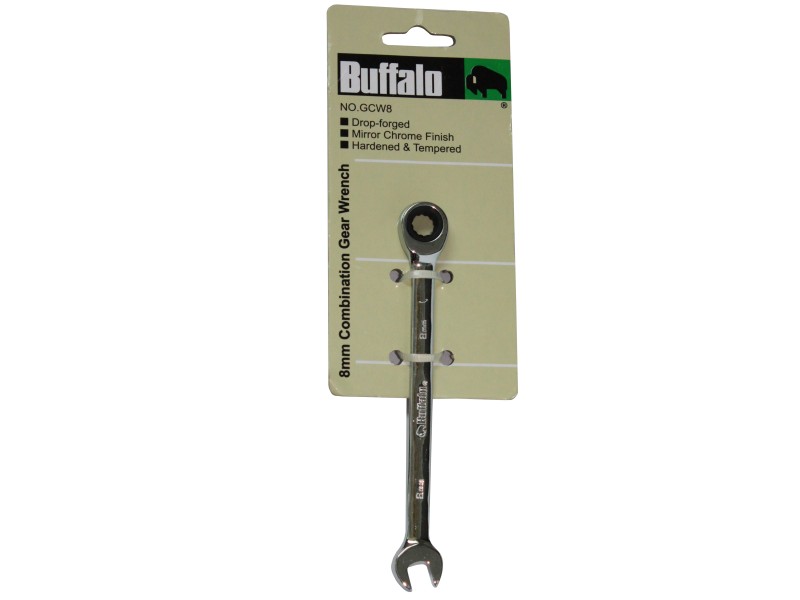 Buffalo
®
NO.GCW8
■ Drop-forged
■ Mirror Chrome Finish
■ Hardened & Tempered
8mm Combination Gear Wrench
8mm
Buffalo
8mm